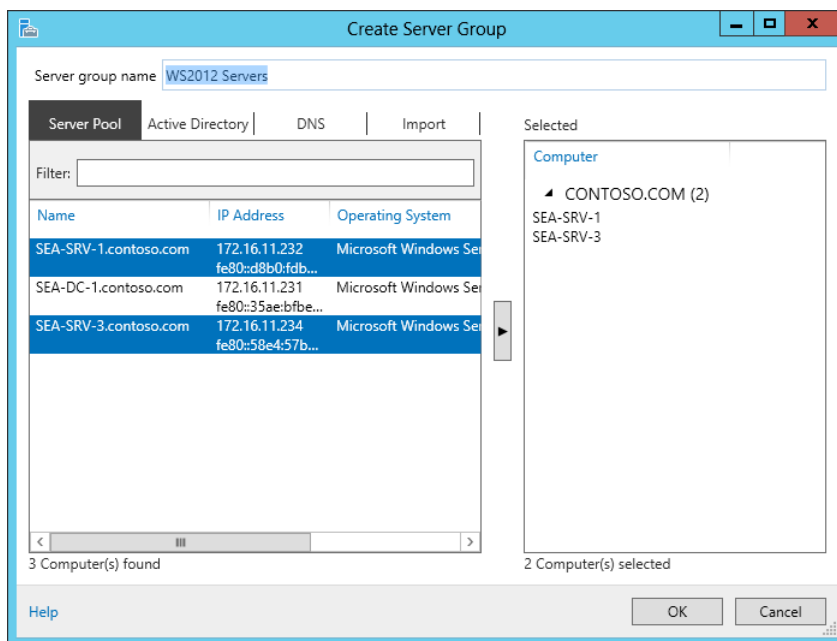 Create Server Group
Server group name WS2012 Servers
Server Pool Active Directory DNS Import
Selected
Filter:
Computer
CONTOSO.COM (2)
SEA-SRV-1
SEA-SRV-3
Name IP Address Operating System
SEA-SRV-1.contoso.com 172.16.11.232 Microsoft Windows Ser
fe80::d8b0:fdb...
SEA-DC-1.contoso.com 172.16.11.231 Microsoft Windows Ser
fe80::35ae:bfbe...
SEA-SRV-3.contoso.com 172.16.11.234 Microsoft Windows Ser
fe80::58e4:57b...
3 Computer(s) found
2 Computer(s) selected
Help
OK
Cancel